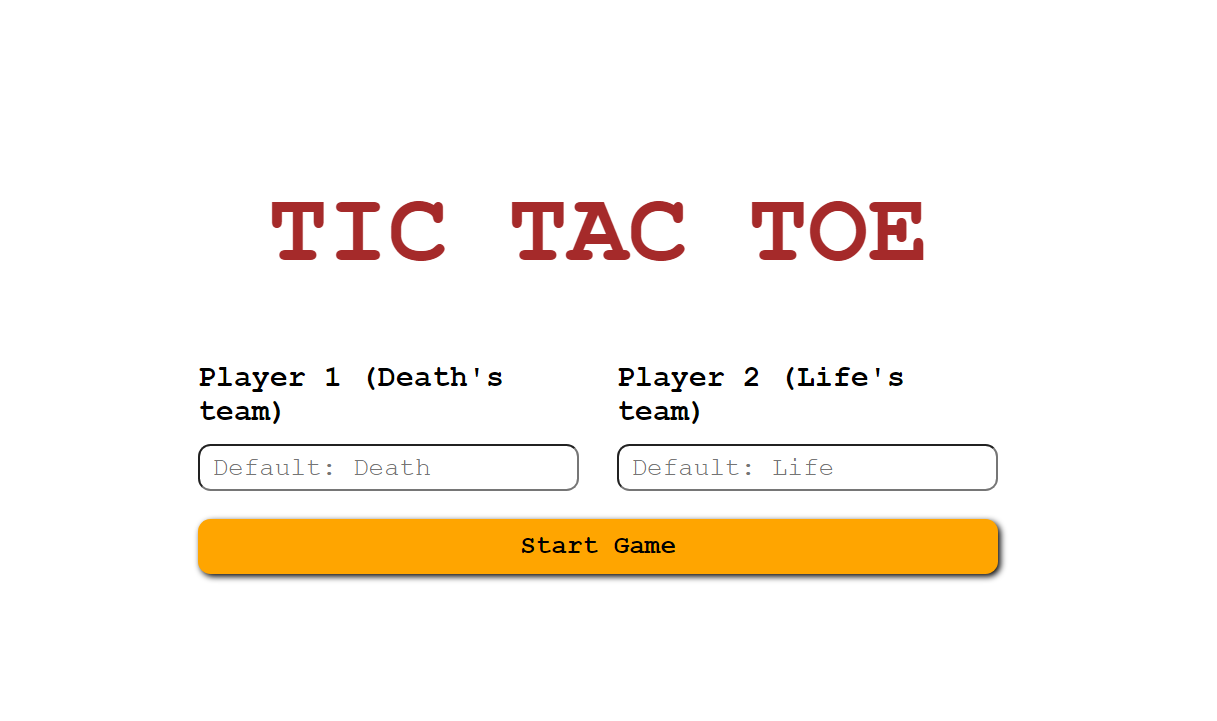 TIC TAC TOE
Player 1 (Death's
team)
Player 2 (Life's
team)
Default: Death
Default: Life
Start Game